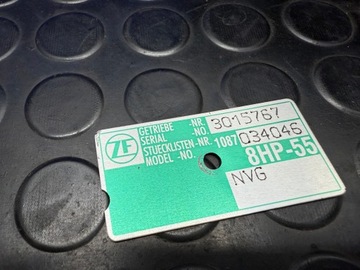 ZF
GETRIEBE -NR. 3015767
SERIAL -NO.
STUECKLISTEN-NR. 1087 034046
MODEL -NO.
8HP-55
NVG